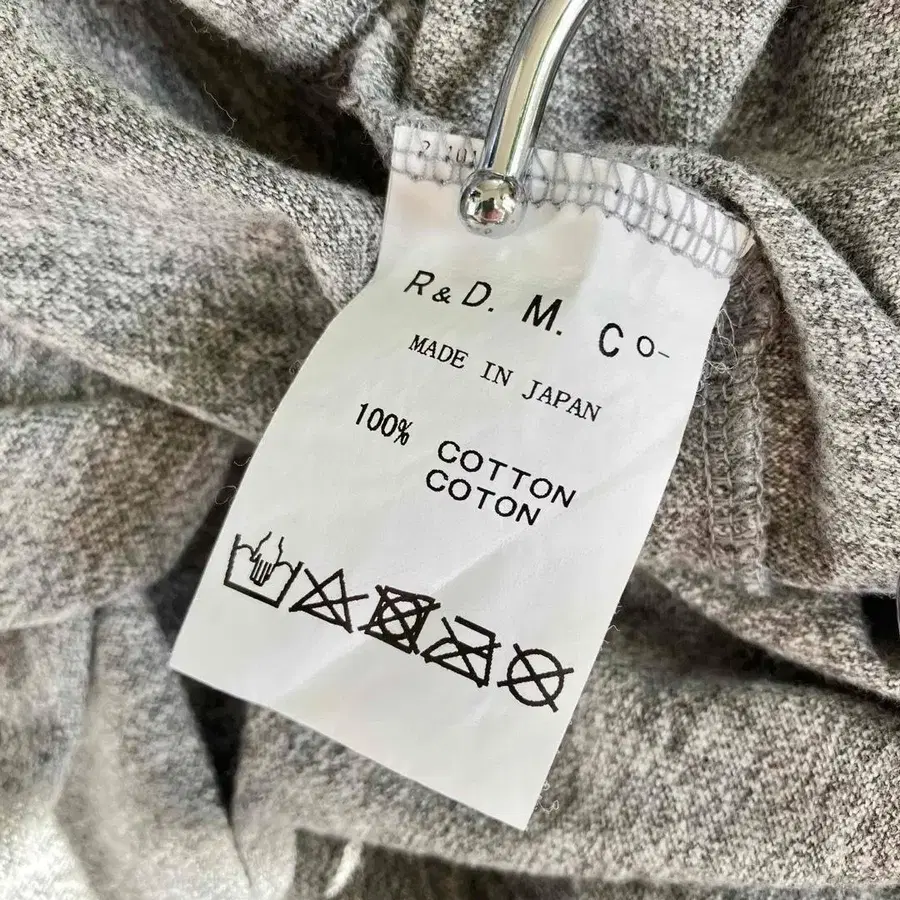 R&D. M. Co-
MADE IN JAPAN
100% COTTON
COTON